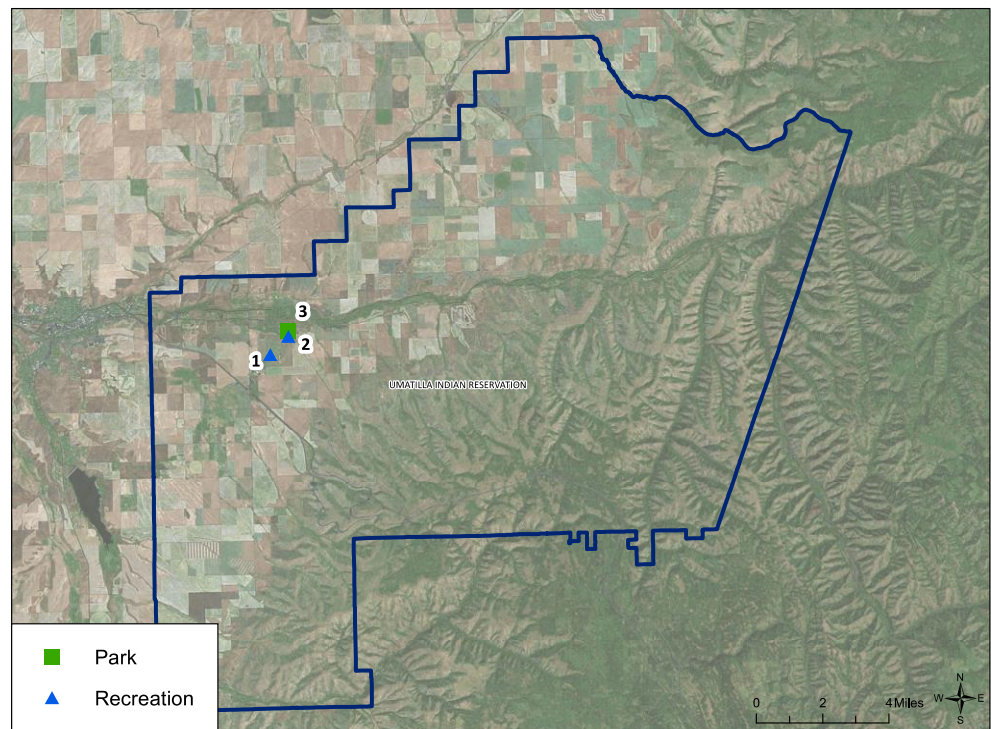 3
2
1
UMATILLA INDIAN RESERVATION
Park
Recreation
0 2 4 Miles
N
W E
S